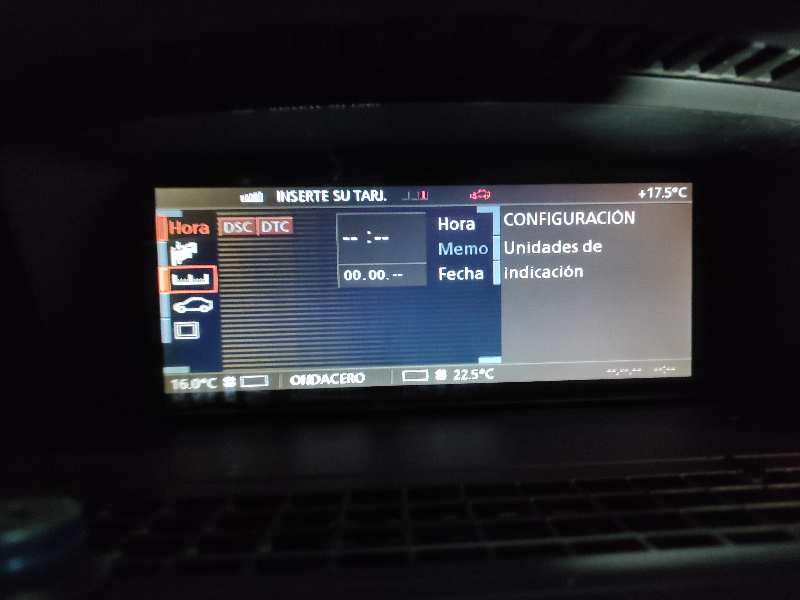 INSERTE SU TARJ. +17.5°C
Hora DSC DTC
-- :-- Hora
Memo
00.00.-- Fecha
CONFIGURACIÓN
Unidades de
indicación
16.0°C ONDACERO 22.5°C --.--.-- --:--